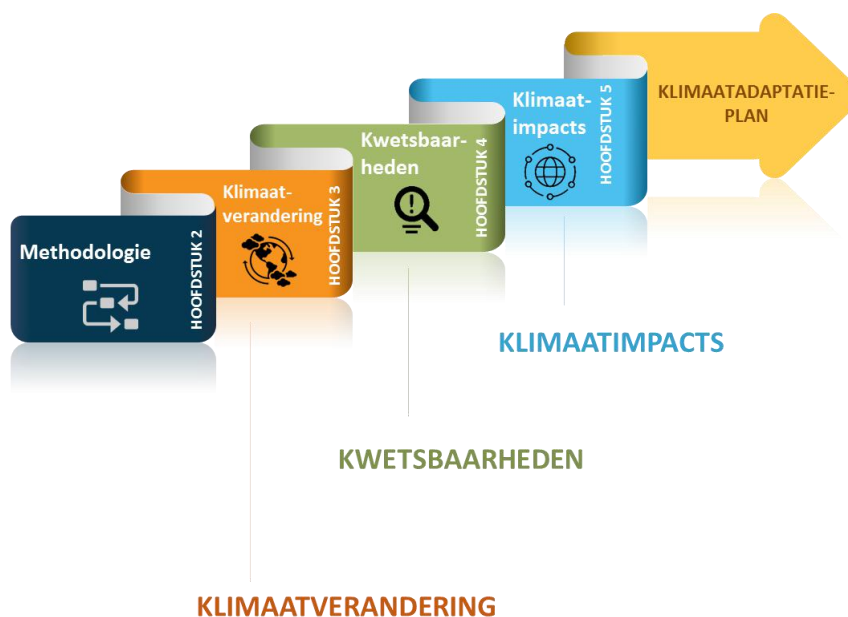 Methodologie
HOOFDSTUK 2
Klimaat-
verandering
HOOFDSTUK 3
Kwetsbaar-
heden
HOOFDSTUK 4
Klimaat-
impacts
HOOFDSTUK 5
KLIMAATADAPTATIE-
PLAN
KLIMAATIMPACTS
KWETSBAARHEDEN
KLIMAATVERANDERING